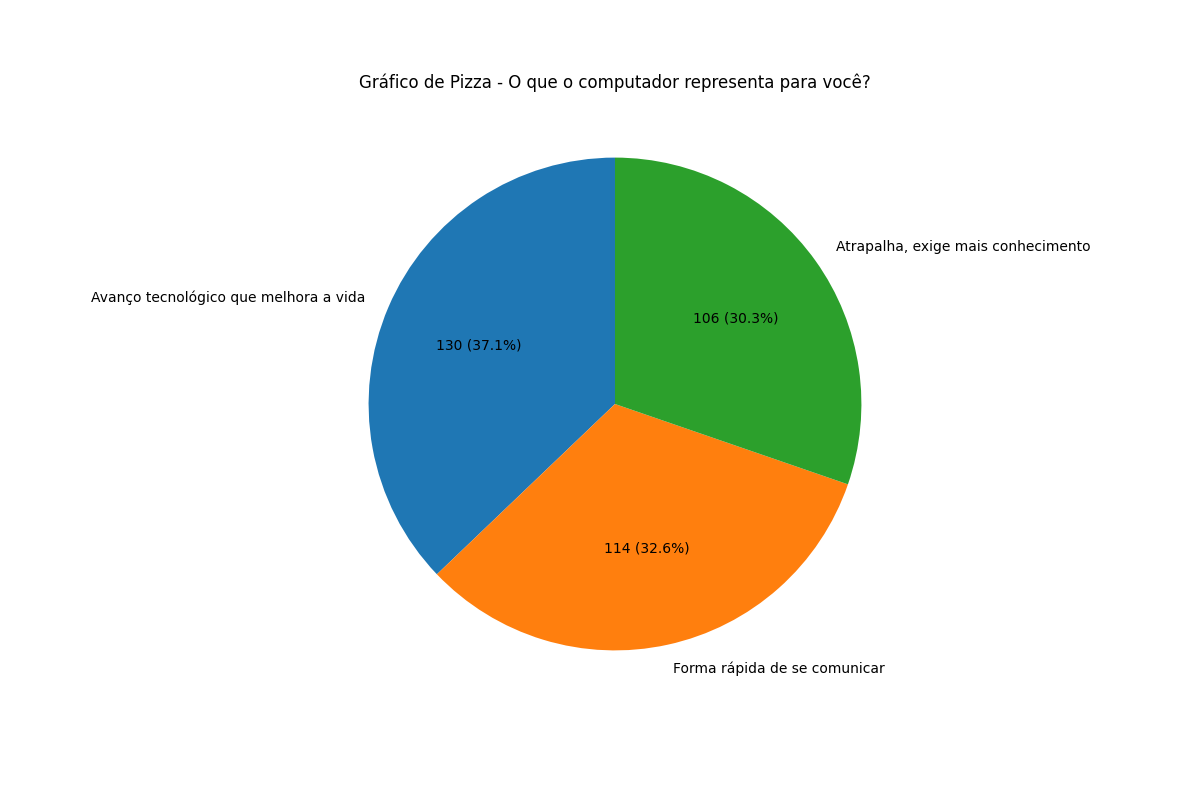 Gráfico de Pizza - O que o computador representa para você?
Atrapalha, exige mais conhecimento
Avanço tecnológico que melhora a vida
106 (30.3%)
130 (37.1%)
114 (32.6%)
Forma rápida de se comunicar